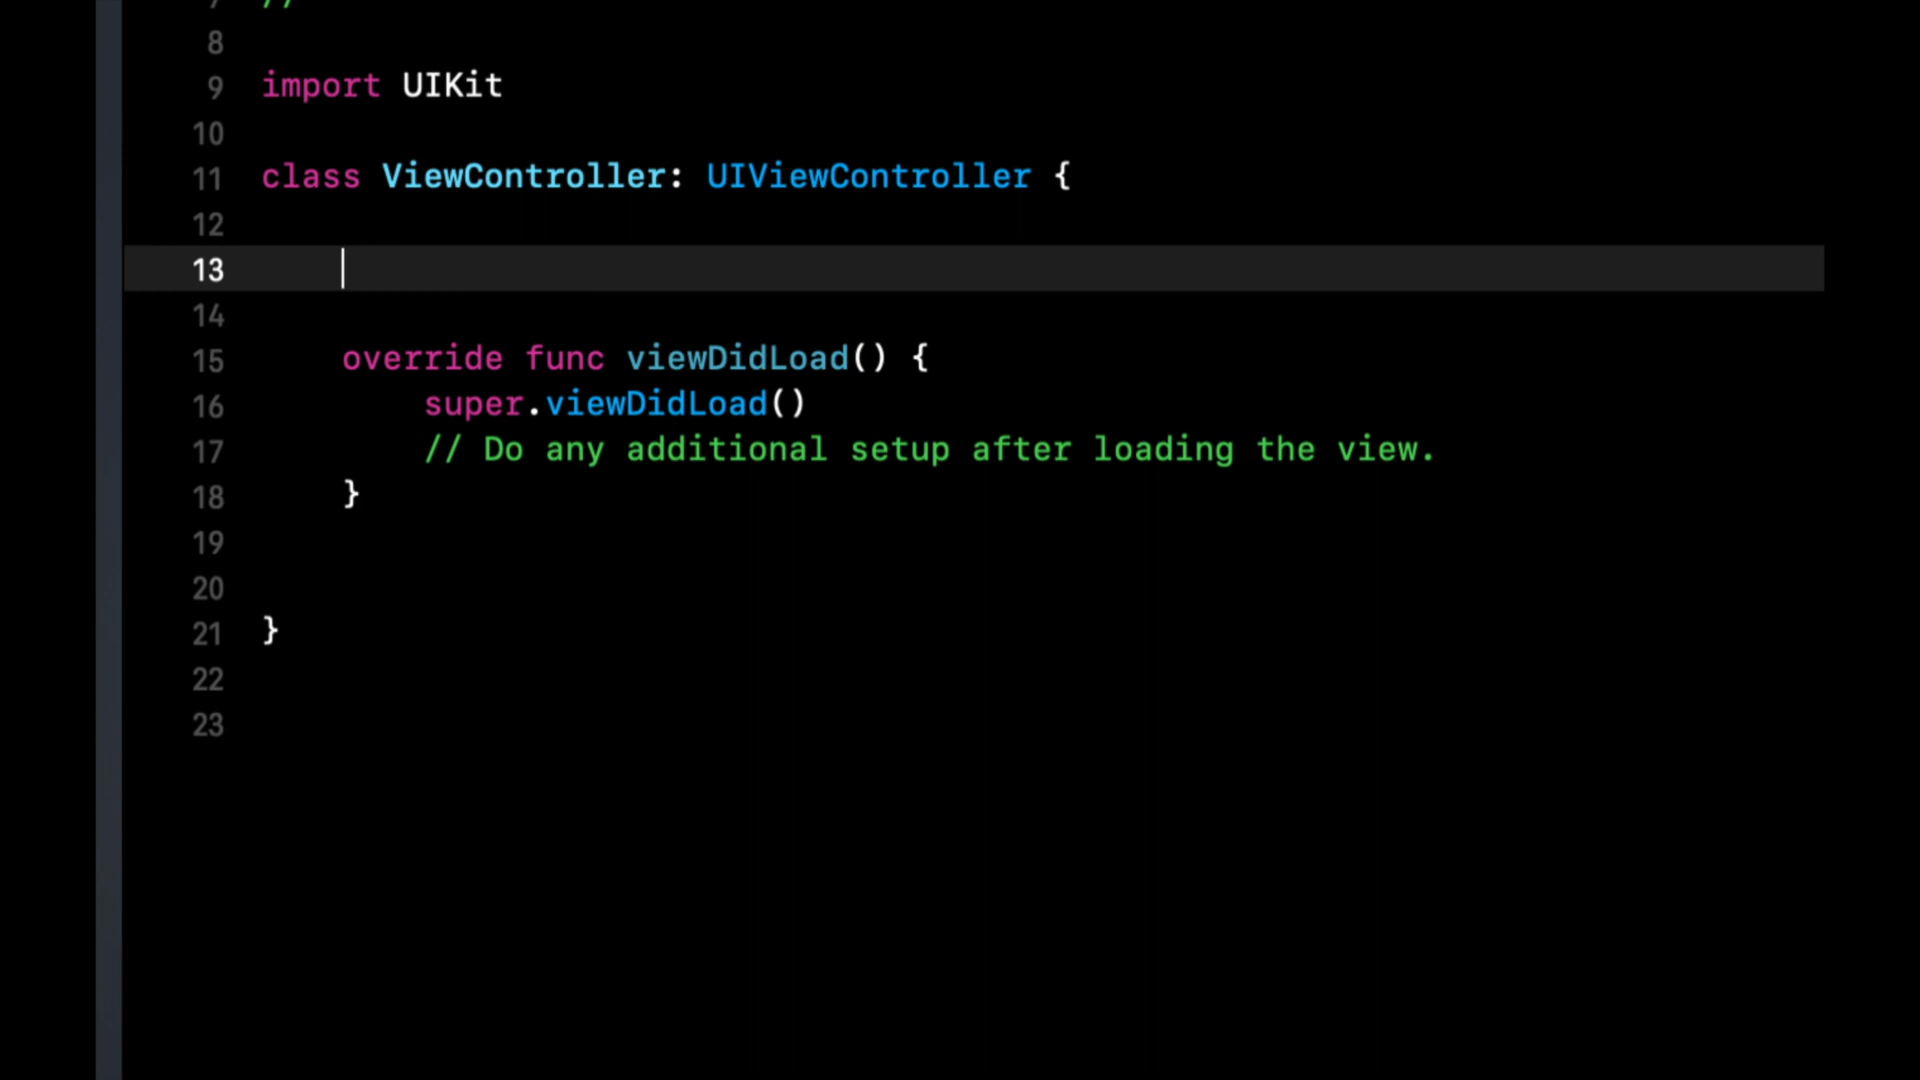 7 //
8
9 import UIKit
10
11 class ViewController: UIViewController {
12
13
14
15 override func viewDidLoad() {
16 super.viewDidLoad()
17 // Do any additional setup after loading the view.
18 }
19
20
21 }
22
23